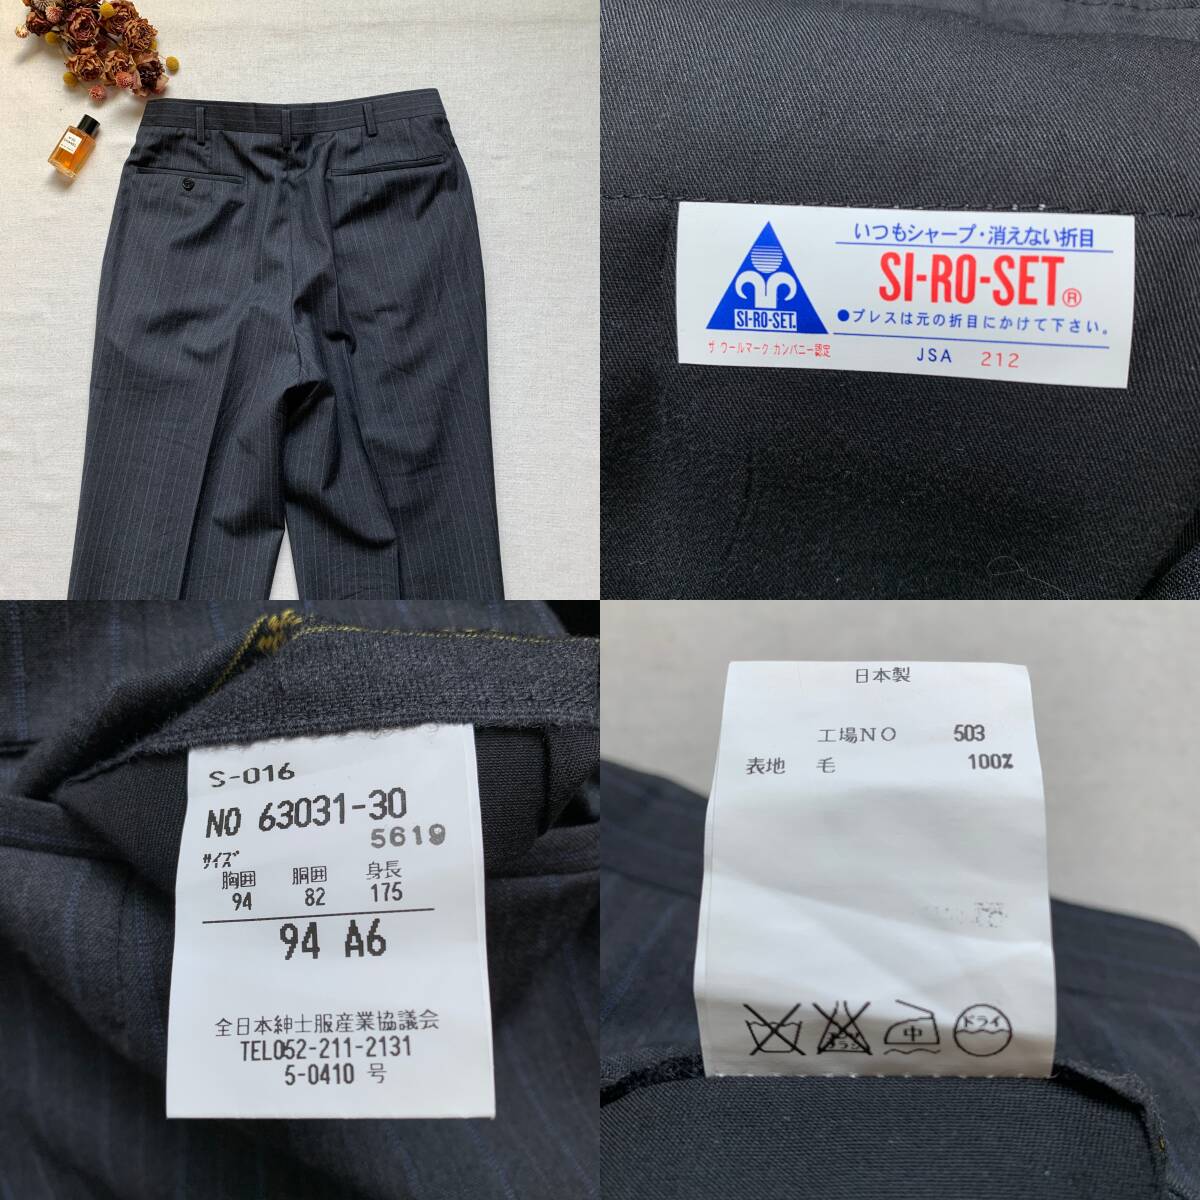 いつもシャープ・消えない折目
SI-RO-SET®
SI-RO-SET.
●プレスは元の折目にかけて下さい。
ザ・ウールマーク カンパニー認定
JSA 212
S-016
NO 63031-30
5619
サイズ
胸囲 胴囲 身長
94 82 175
94 A6
全日本紳士服産業協議会
TEL052-211-2131
5-0410 号
日本製
工場NO 503
表地 毛 100%
中 ドライ